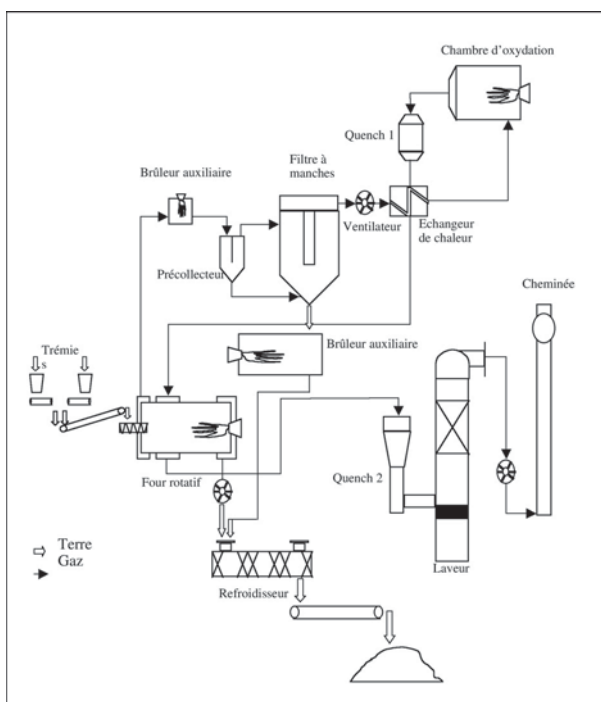 Chambre d'oxydation
Quench 1
Filtre à
manches
Brûleur auxiliaire
Ventilateur
Echangeur
de chaleur
Précollecteur
Cheminée
Brûleur auxiliaire
Trémie
s
Four rotatif
Quench 2
Terre
Gaz
Laveur
Refroidisseur